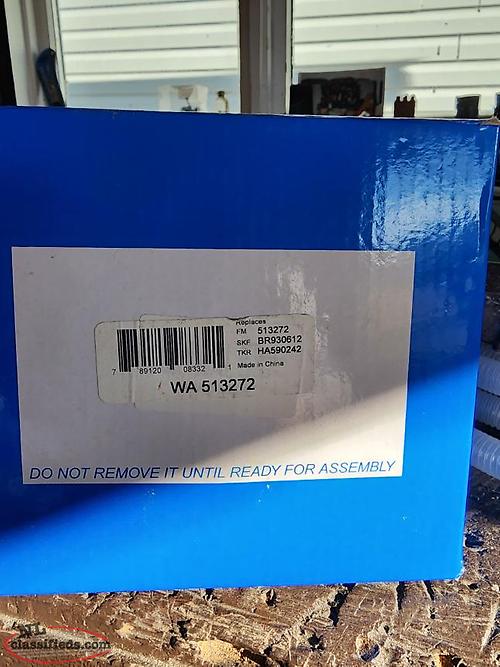 Replaces
FM 513272
SKF BR930612
TKR HA590242
Made in China
7 89120 08332 1
WA 513272
DO NOT REMOVE IT UNTIL READY FOR ASSEMBLY
NL
classifieds.com